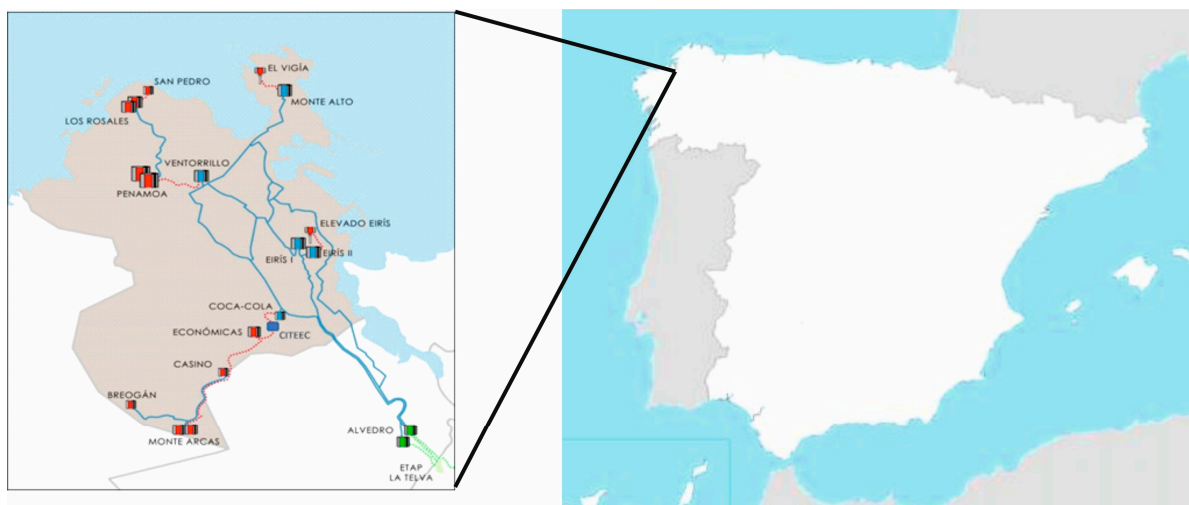 EL VIGÍA
SAN PEDRO
MONTE ALTO
LOS ROSALES
VENTORRILLO
PENAMOA
ELEVADO EIRÍS
EIRÍS I
EIRÍS II
COCA-COLA
ECONÓMICAS
CITEEC
CASINO
BREOGÁN
MONTE ARCAS
ALVEDRO
ETAP
LA TELVA